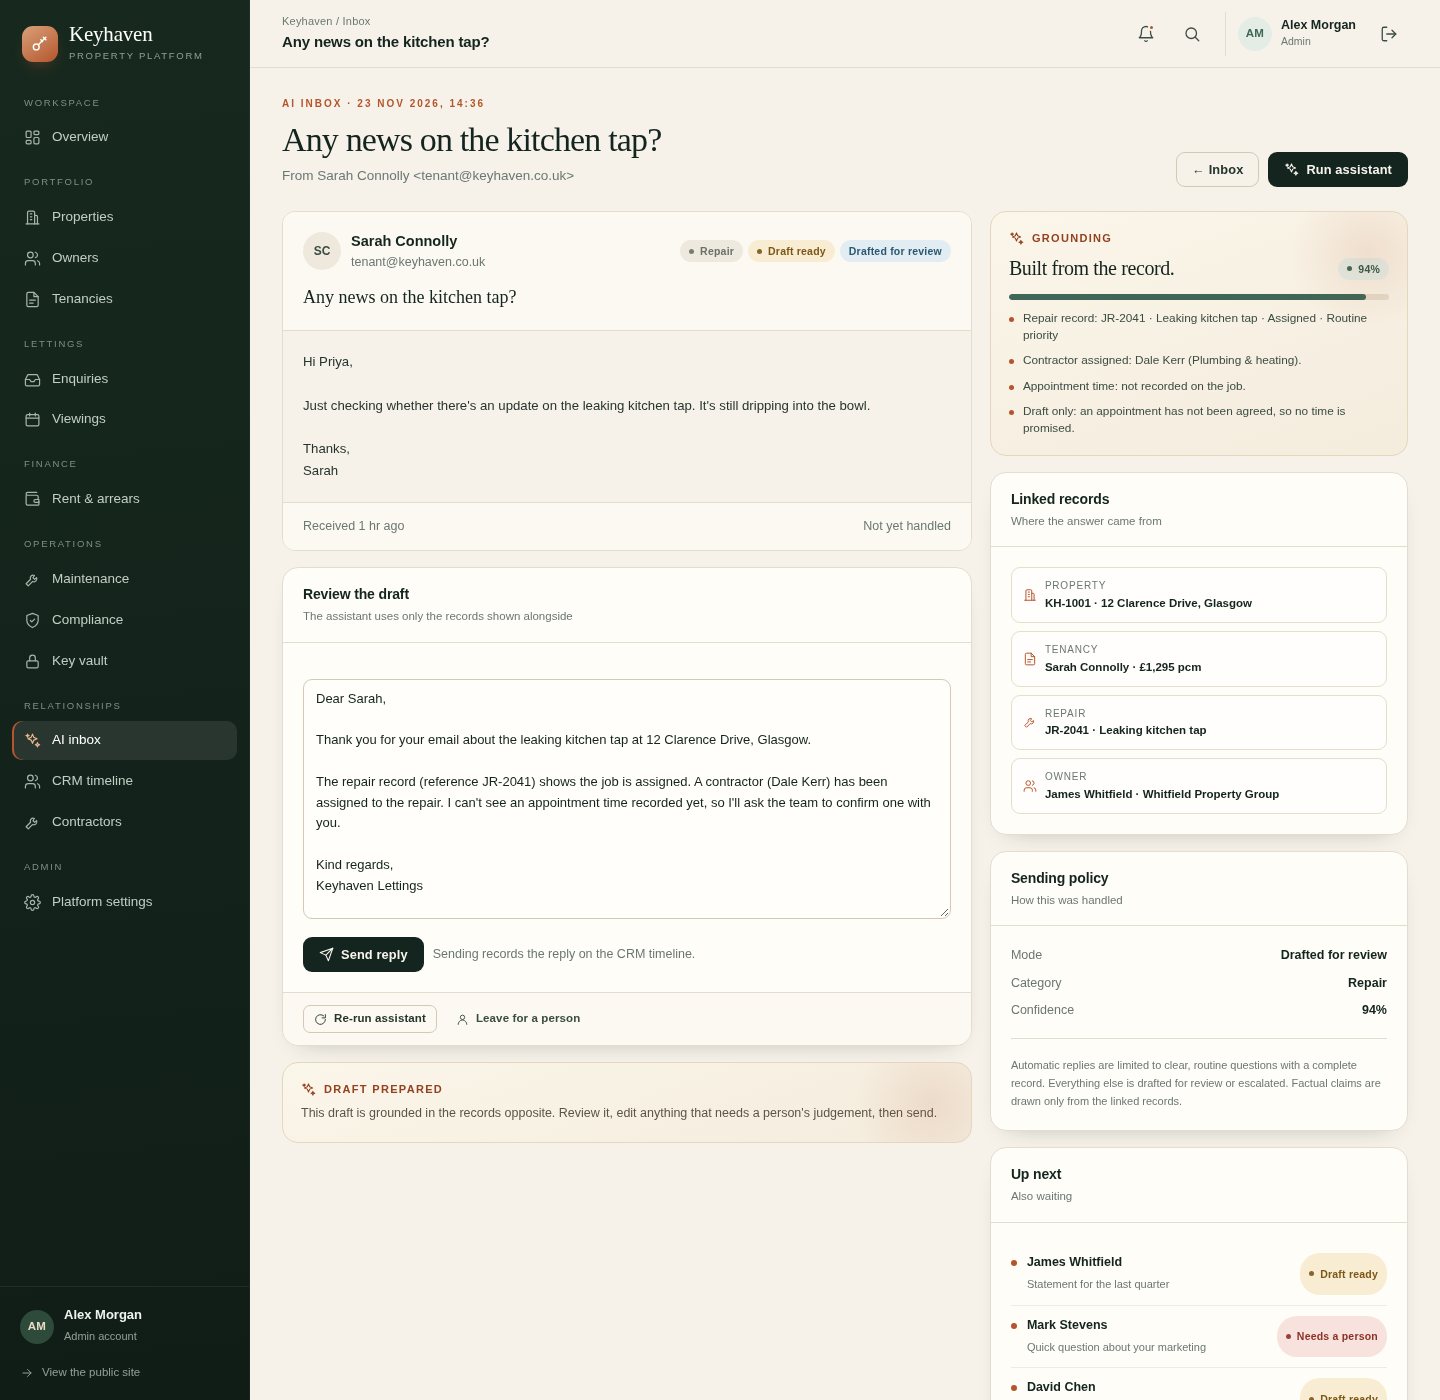 Keyhaven
PROPERTY PLATFORM
WORKSPACE
Overview
PORTFOLIO
Properties
Owners
Tenancies
LETTINGS
Enquiries
Viewings
FINANCE
Rent & arrears
OPERATIONS
Maintenance
Compliance
Key vault
RELATIONSHIPS
AI inbox
CRM timeline
Contractors
ADMIN
Platform settings
AM
Alex Morgan
Admin account
View the public site
Keyhaven / Inbox
Any news on the kitchen tap?
AM
Alex Morgan
Admin
AI INBOX · 23 NOV 2026, 14:36
Any news on the kitchen tap?
From Sarah Connolly <tenant@keyhaven.co.uk>
← Inbox
Run assistant
SC
Sarah Connolly
tenant@keyhaven.co.uk
Repair
Draft ready
Drafted for review
Any news on the kitchen tap?
Hi Priya,
Just checking whether there's an update on the leaking kitchen tap. It's still dripping into the bowl.
Thanks,
Sarah
Received 1 hr ago
Not yet handled
Review the draft
The assistant uses only the records shown alongside
Dear Sarah,
Thank you for your email about the leaking kitchen tap at 12 Clarence Drive, Glasgow.
The repair record (reference JR-2041) shows the job is assigned. A contractor (Dale Kerr) has been
assigned to the repair. I can't see an appointment time recorded yet, so I'll ask the team to confirm one with
you.
Kind regards,
Keyhaven Lettings
Send reply
Sending records the reply on the CRM timeline.
Re-run assistant
Leave for a person
DRAFT PREPARED
This draft is grounded in the records opposite. Review it, edit anything that needs a person's judgement, then send.
GROUNDING
Built from the record.
94%
Repair record: JR-2041 · Leaking kitchen tap · Assigned · Routine
priority
Contractor assigned: Dale Kerr (Plumbing & heating).
Appointment time: not recorded on the job.
Draft only: an appointment has not been agreed, so no time is
promised.
Linked records
Where the answer came from
PROPERTY
KH-1001 · 12 Clarence Drive, Glasgow
TENANCY
Sarah Connolly · £1,295 pcm
REPAIR
JR-2041 · Leaking kitchen tap
OWNER
James Whitfield · Whitfield Property Group
Sending policy
How this was handled
Mode
Drafted for review
Category
Repair
Confidence
94%
Automatic replies are limited to clear, routine questions with a complete
record. Everything else is drafted for review or escalated. Factual claims are
drawn only from the linked records.
Up next
Also waiting
James Whitfield
Statement for the last quarter
Draft ready
Mark Stevens
Quick question about your marketing
Needs a person
David Chen
Draft ready